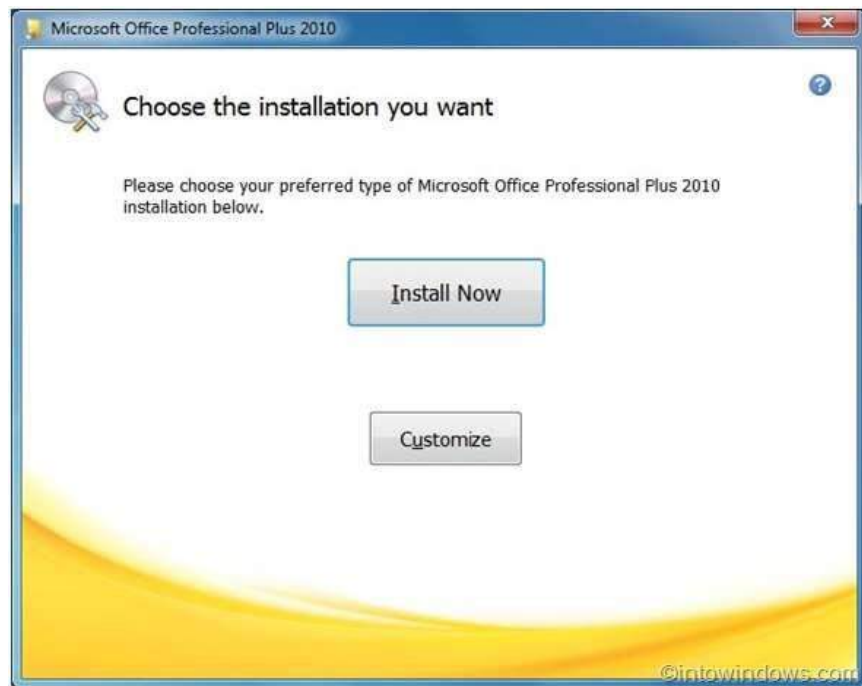 Microsoft Office Professional Plus 2010
Choose the installation you want
Please choose your preferred type of Microsoft Office Professional Plus 2010
installation below.
Install Now
Customize
©intowindows.com